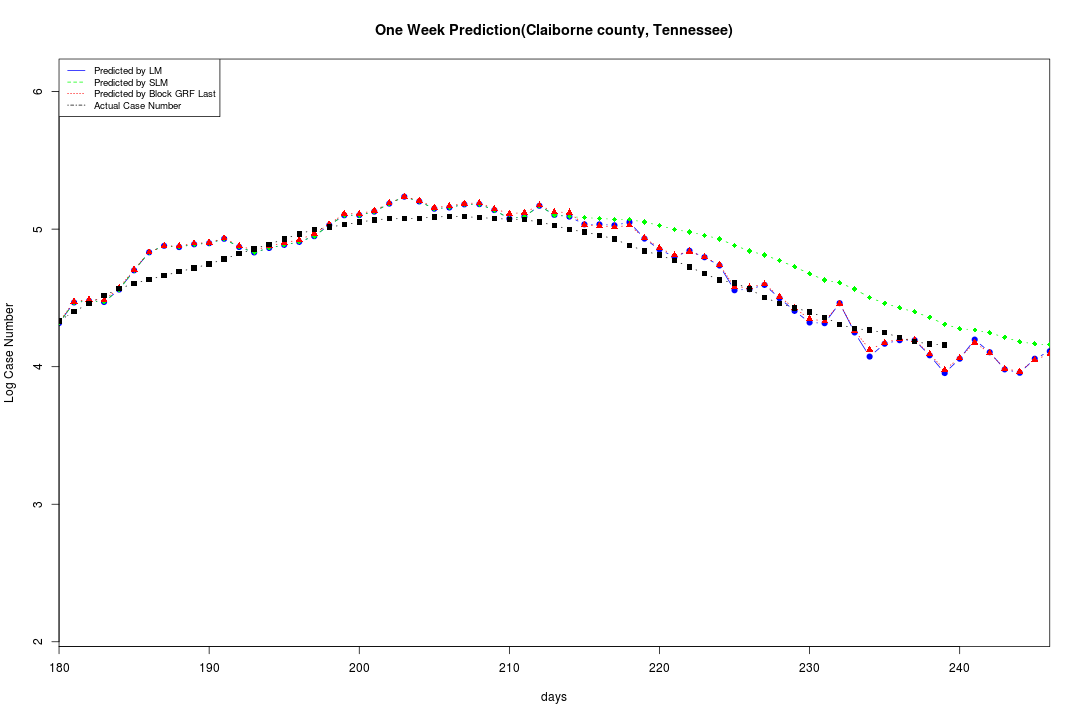 One Week Prediction(Claiborne county, Tennessee)
Predicted by LM
Predicted by SLM
Predicted by Block GRF Last
Actual Case Number
Log Case Number
6
5
4
3
2
180 190 200 210 220 230 240
days